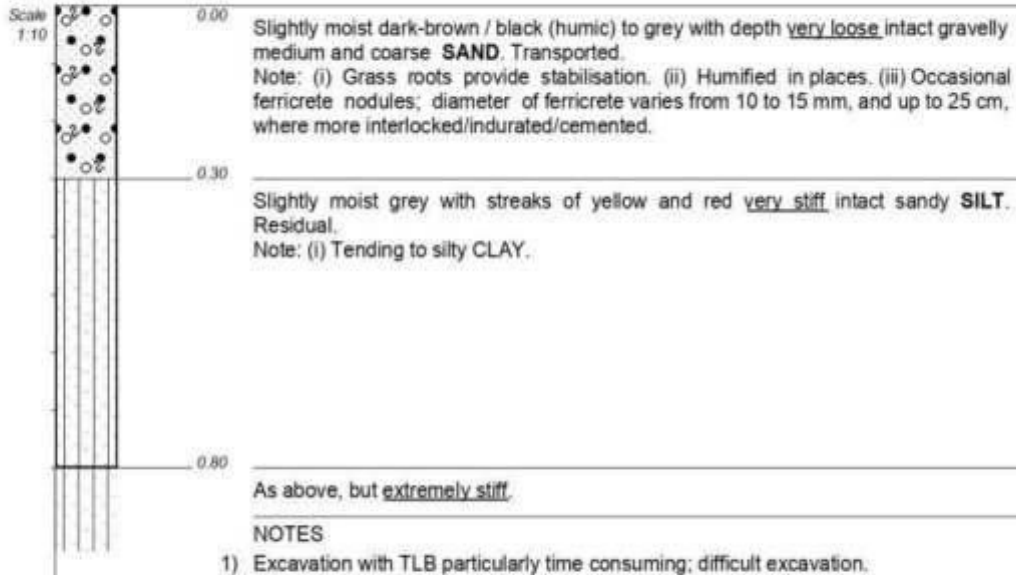 Scale
1:10
0.00
Slightly moist dark-brown / black (humic) to grey with depth very loose intact gravelly
medium and coarse SAND. Transported.
Note: (i) Grass roots provide stabilisation. (ii) Humified in places. (iii) Occasional
ferricrete nodules; diameter of ferricrete varies from 10 to 15 mm, and up to 25 cm,
where more interlocked/indurated/cemented.
0.30
Slightly moist grey with streaks of yellow and red very stiff intact sandy SILT.
Residual.
Note: (i) Tending to silty CLAY.
0.80
As above, but extremely stiff.
NOTES
1) Excavation with TLB particularly time consuming; difficult excavation.